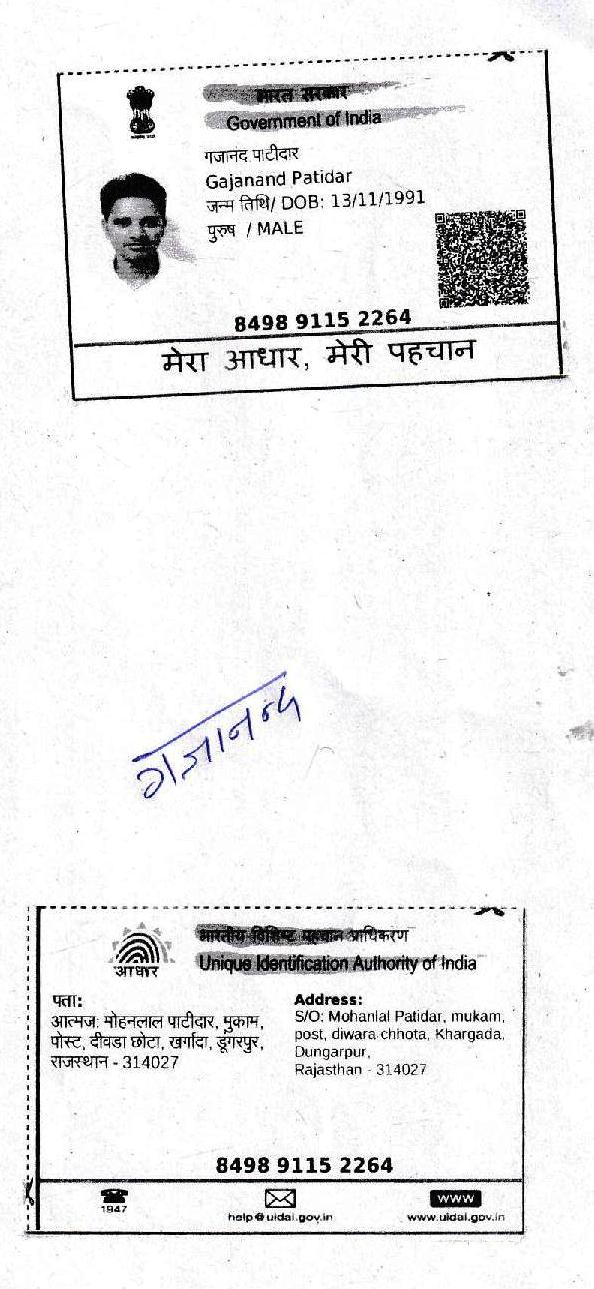 भारत सरकार
Government of India
गजानंद पाटीदार
Gajanand Patidar
जन्म तिथि/ DOB: 13/11/1991
पुरुष / MALE
8498 9115 2264
मेरा आधार, मेरी पहचान
गजानन्द
भारतीय विशिष्ट पहचान प्राधिकरण
Unique Identification Authority of India
आधार
पता:
आत्मज: मोहनलाल पाटीदार, मुकाम,
पोस्ट, दीवडा छोटा, खर्गादा, डूंगरपुर,
राजस्थान - 314027
Address:
S/O: Mohanlal Patidar, mukam,
post, diwara chhota, Khargada,
Dungarpur,
Rajasthan - 314027
8498 9115 2264
1947
help@uidai.gov.in
www
www.uidai.gov.in